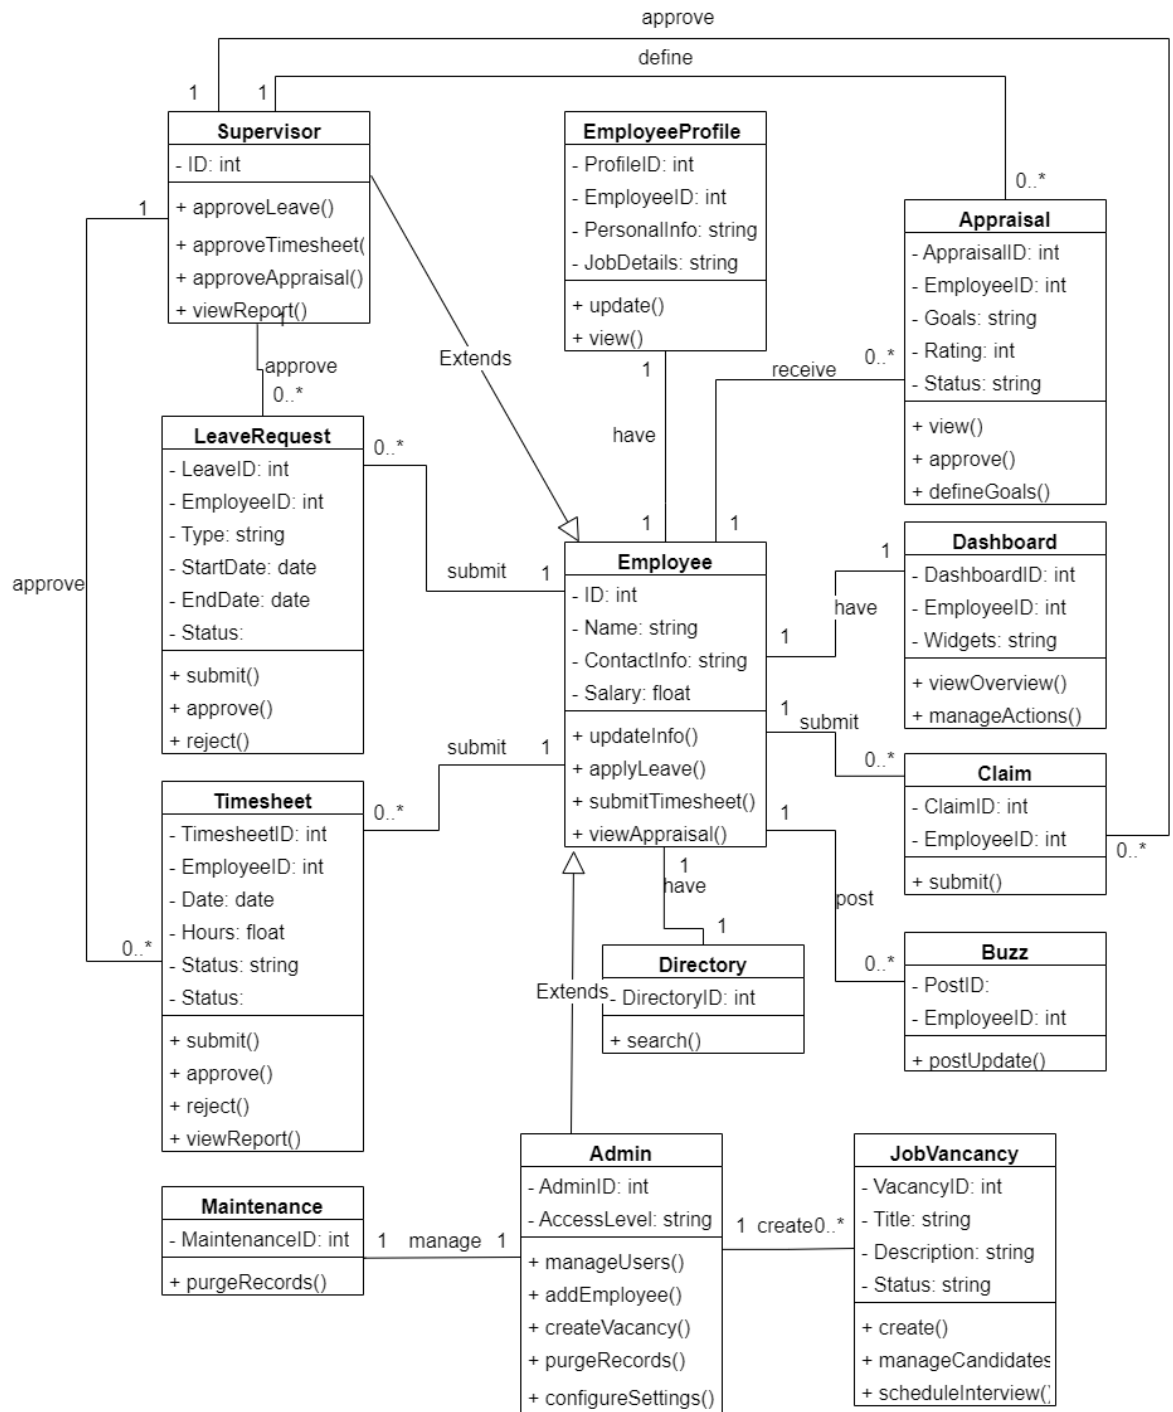 approve
define
1
1
Supervisor
- ID: int
+ approveLeave()
+ approveTimesheet(
+ approveAppraisal()
+ viewReport()
1
1
approve
0..*
Extends
EmployeeProfile
- ProfileID: int
- EmployeeID: int
- PersonalInfo: string
- JobDetails: string
+ update()
+ view()
1
have
1
0..*
Appraisal
- AppraisalID: int
- EmployeeID: int
- Goals: string
- Rating: int
- Status: string
+ view()
+ approve()
+ defineGoals()
0..*
receive
1
LeaveRequest
- LeaveID: int
- EmployeeID: int
- Type: string
- StartDate: date
- EndDate: date
- Status:
+ submit()
+ approve()
+ reject()
0..*
submit
1
approve
Employee
- ID: int
- Name: string
- ContactInfo: string
- Salary: float
+ updateInfo()
+ applyLeave()
+ submitTimesheet()
+ viewAppraisal()
1
have
1
Dashboard
- DashboardID: int
- EmployeeID: int
- Widgets: string
+ viewOverview()
+ manageActions()
1
submit
0..*
Claim
- ClaimID: int
- EmployeeID: int
+ submit()
0..*
Timesheet
- TimesheetID: int
- EmployeeID: int
- Date: date
- Hours: float
- Status: string
- Status:
+ submit()
+ approve()
+ reject()
+ viewReport()
submit
1
0..*
0..*
1
post
0..*
Buzz
- PostID:
- EmployeeID: int
+ postUpdate()
1
have
1
Directory
- DirectoryID: int
+ search()
Extends
Maintenance
- MaintenanceID: int
+ purgeRecords()
1
manage
1
Admin
- AdminID: int
- AccessLevel: string
+ manageUsers()
+ addEmployee()
+ createVacancy()
+ purgeRecords()
+ configureSettings()
1
create
0..*
JobVancancy
- VacancyID: int
- Title: string
- Description: string
- Status: string
+ create()
+ manageCandidates
+ scheduleInterview()